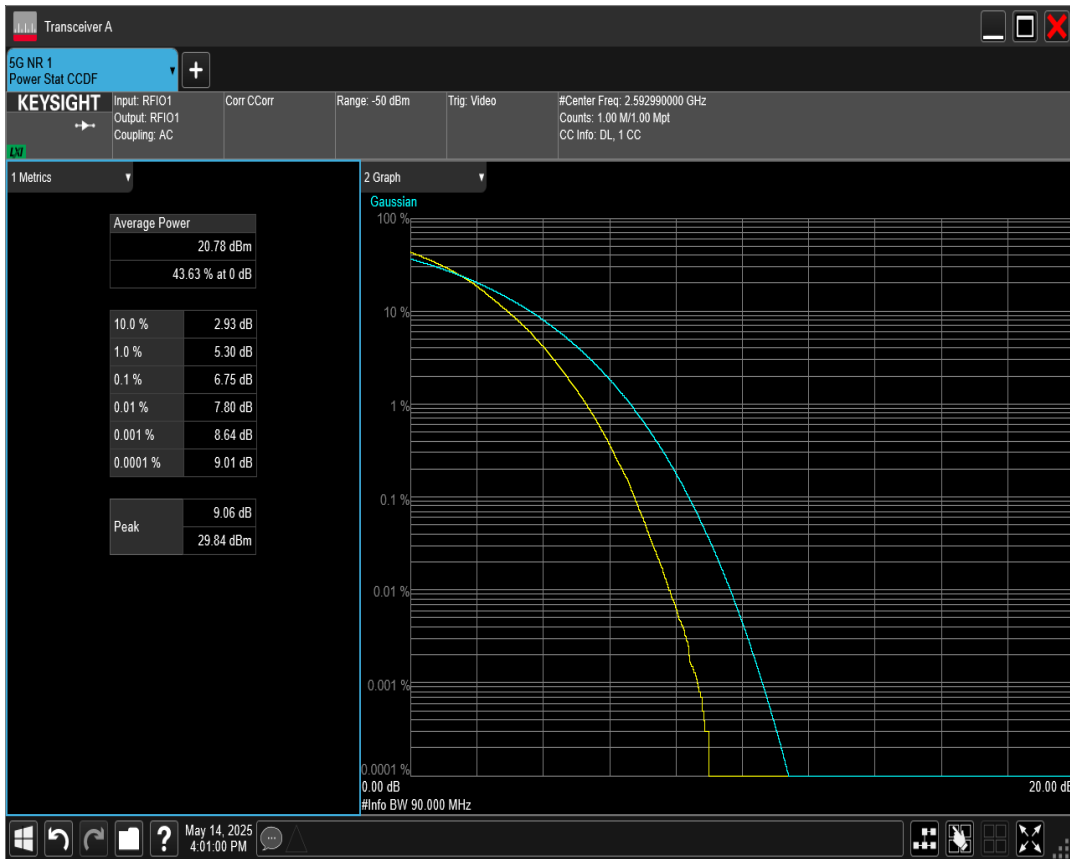 Transceiver A
5G NR 1
Power Stat CCDF
KEYSIGHT
LXI
Input: RFIO1
Output: RFIO1
Coupling: AC
Corr CCorr
Range: -50 dBm
Trig: Video
#Center Freq: 2.592990000 GHz
Counts: 1.00 M/1.00 Mpt
CC Info: DL, 1 CC
1 Metrics
Average Power
20.78 dBm
43.63 % at 0 dB
10.0 % 2.93 dB
1.0 % 5.30 dB
0.1 % 6.75 dB
0.01 % 7.80 dB
0.001 % 8.64 dB
0.0001 % 9.01 dB
Peak
9.06 dB
29.84 dBm
2 Graph
Gaussian
100 %
10 %
1 %
0.1 %
0.01 %
0.001 %
0.0001 %
0.00 dB
20.00 dB
#Info BW 90.000 MHz
May 14, 2025
4:01:00 PM